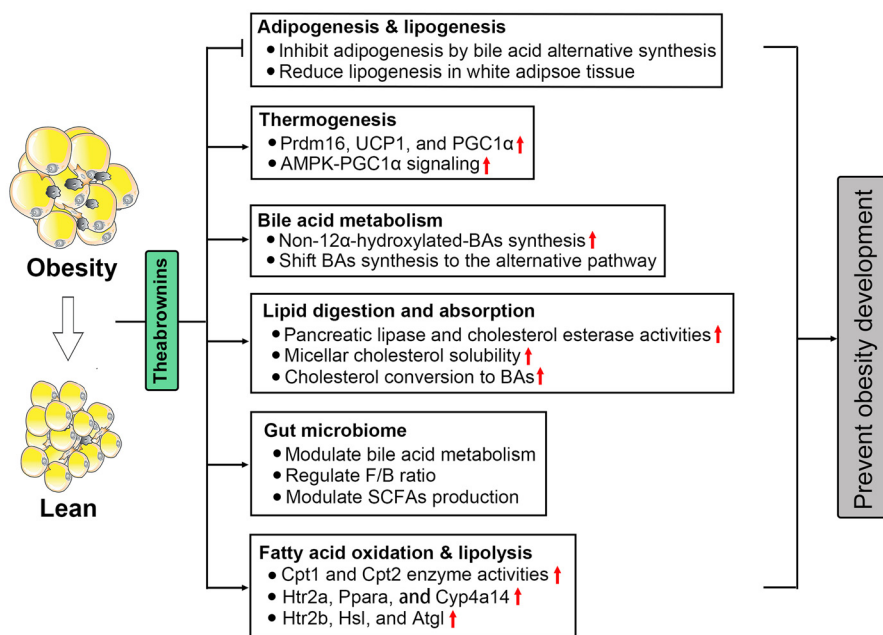 Obesity
Lean
Theabrownins
Adipogenesis & lipogenesis
● Inhibit adipogenesis by bile acid alternative synthesis
● Reduce lipogenesis in white adipsoe tissue
Thermogenesis
● Prdm16, UCP1, and PGC1α ↑
● AMPK-PGC1α signaling ↑
Bile acid metabolism
● Non-12α-hydroxylated-BAs synthesis ↑
● Shift BAs synthesis to the alternative pathway
Lipid digestion and absorption
● Pancreatic lipase and cholesterol esterase activities ↑
● Micellar cholesterol solubility ↑
● Cholesterol conversion to BAs ↑
Gut microbiome
● Modulate bile acid metabolism
● Regulate F/B ratio
● Modulate SCFAs production
Fatty acid oxidation & lipolysis
● Cpt1 and Cpt2 enzyme activities ↑
● Htr2a, Ppara, and Cyp4a14 ↑
● Htr2b, Hsl, and Atgl ↑
Prevent obesity development